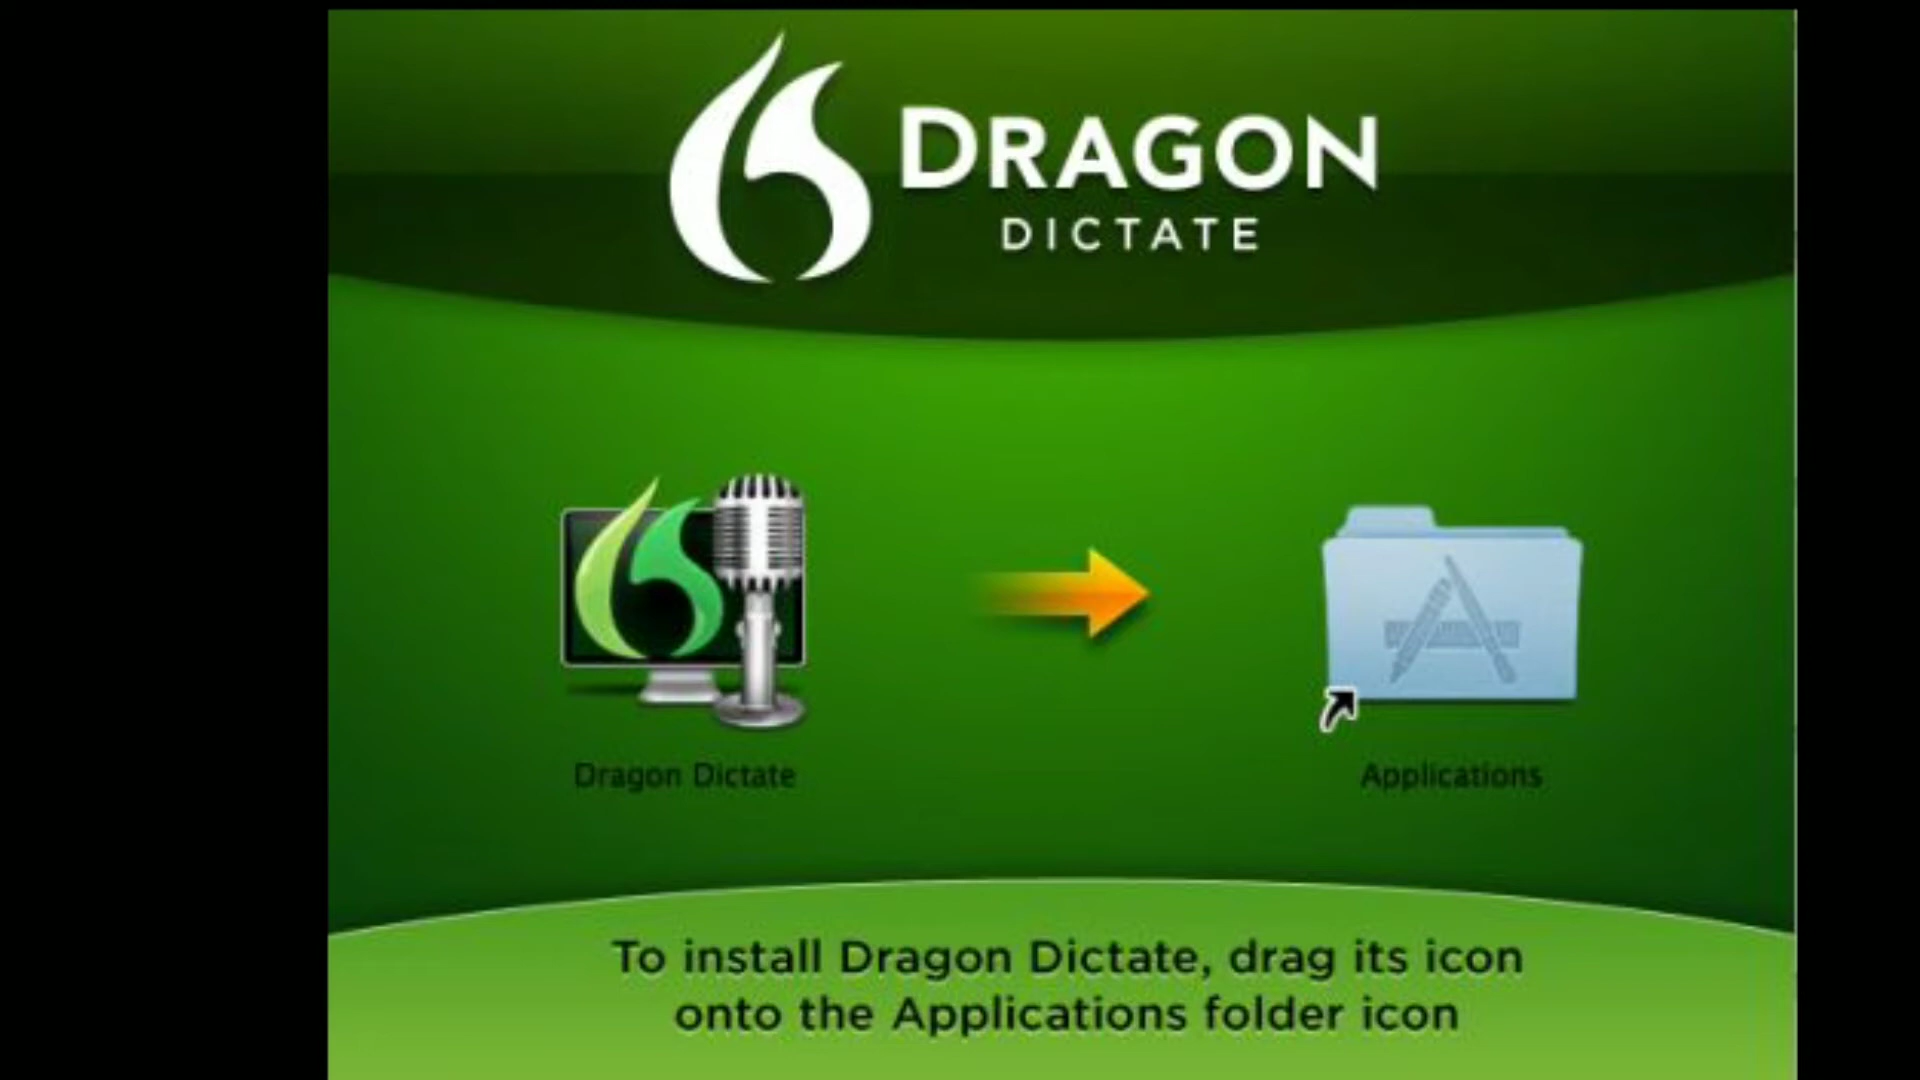 DRAGON
DICTATE
Dragon Dictate
Applications
To install Dragon Dictate, drag its icon
onto the Applications folder icon